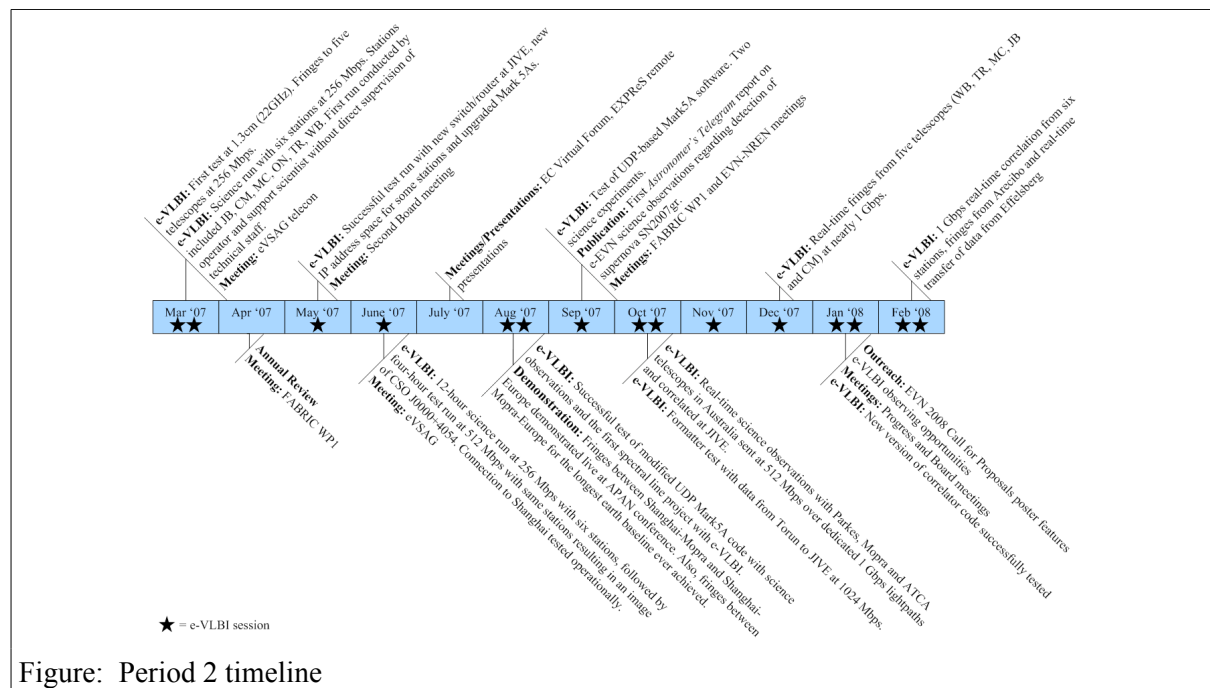 e-VLBI: First test at 1.3cm (22GHz). Fringes to five
telescopes at 256 Mbps.
e-VLBI: Science run with six stations at 256 Mbps. Stations
included JB, CM, MC, ON, TR, WB. First run conducted by
operator and support scientist without direct supervision of
technical staff.
Meeting: eVSAG telecon
e-VLBI: Successful test run with new switch/router at JIVE, new
IP address space for some stations and upgraded Mark 5As.
Meeting: Second Board meeting
Meetings/Presentations: EC Virtual Forum, EXPReS remote
presentations
e-VLBI: Test of UDP-based Mark5A software. Two
science experiments.
Publication: First Astronomer's Telegram report on
e-EVN science observations regarding detection of
supernova SN2007gr.
Meetings: FABRIC WP1 and EVN-NREN meetings
e-VLBI: Real-time fringes from five telescopes (WB, TR, MC, JB
and CM) at nearly 1 Gbps.
e-VLBI: 1 Gbps real-time correlation from six
stations, fringes from Arecibo and real-time
transfer of data from Effelsberg
Mar ‘07
Apr ‘07
May ‘07
June ‘07
July ‘07
Aug ‘07
Sep ‘07
Oct ‘07
Nov ‘07
Dec ‘07
Jan ‘08
Feb ‘08
Annual Review
Meeting: FABRIC WP1
e-VLBI: 12-hour science run at 256 Mbps with six stations, followed by
four-hour test run at 512 Mbps with same stations resulting in an image
of CSO J0000+4054. Connection to Shanghai tested operationally.
Meeting: eVSAG
e-VLBI: Successful test of modified UDP Mark5A code with science
observations and the first spectral line project with e-VLBI.
Demonstration: Fringes between Shanghai-Mopra and Shanghai-
Europe demonstrated live at APAN conference. Also, fringes between
Mopra-Europe for the longest earth baseline ever achieved.
e-VLBI: Real-time science observations with Parkes, Mopra and ATCA
telescopes in Australia sent at 512 Mbps over dedicated 1 Gbps lightpaths
and correlated at JIVE.
e-VLBI: Formatter test with data from Torun to JIVE at 1024 Mbps.
Outreach: EVN 2008 Call for Proposals poster features
e-VLBI observing opportunities
Meetings: Progress and Board meetings
e-VLBI: New version of correlator code successfully tested
= e-VLBI session
Figure: Period 2 timeline